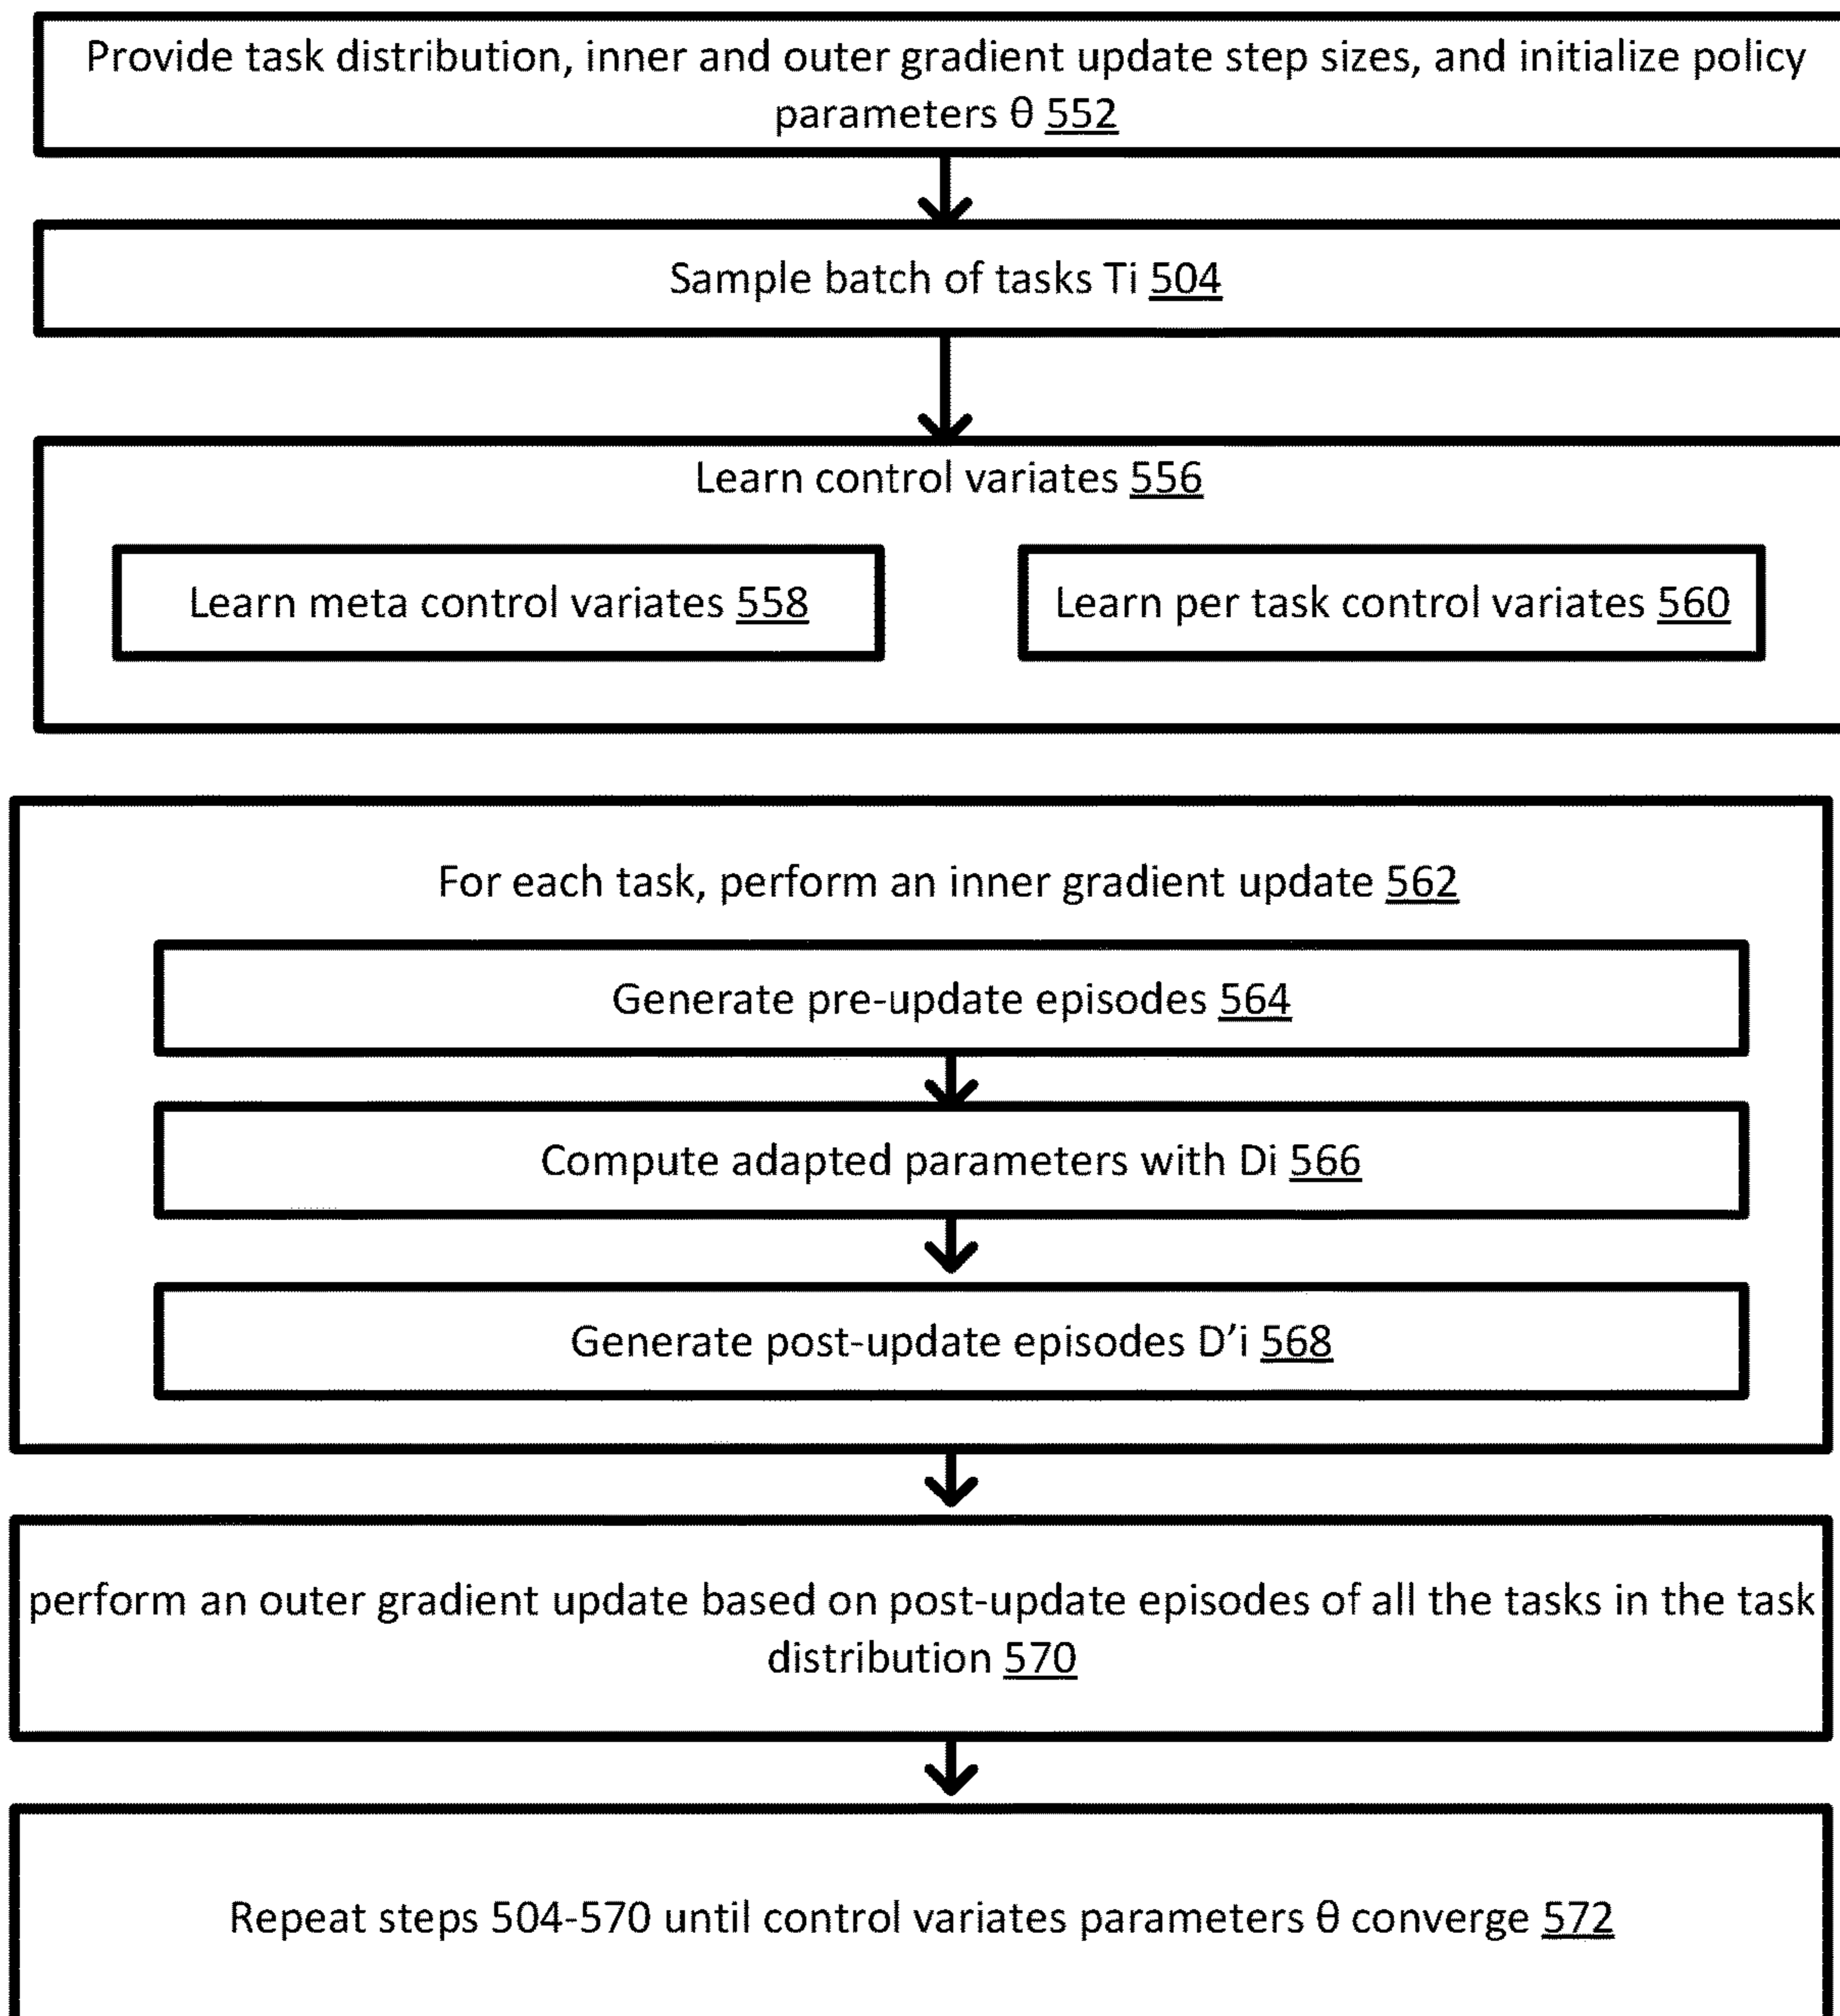 Provide task distribution, inner and outer gradient update step sizes, and initialize policy
parameters θ 552
Sample batch of tasks Ti 504
Learn control variates 556
Learn meta control variates 558
Learn per task control variates 560
For each task, perform an inner gradient update 562
Generate pre-update episodes 564
Compute adapted parameters with Di 566
Generate post-update episodes D’i 568
perform an outer gradient update based on post-update episodes of all the tasks in the task
distribution 570
Repeat steps 504-570 until control variates parameters θ converge 572